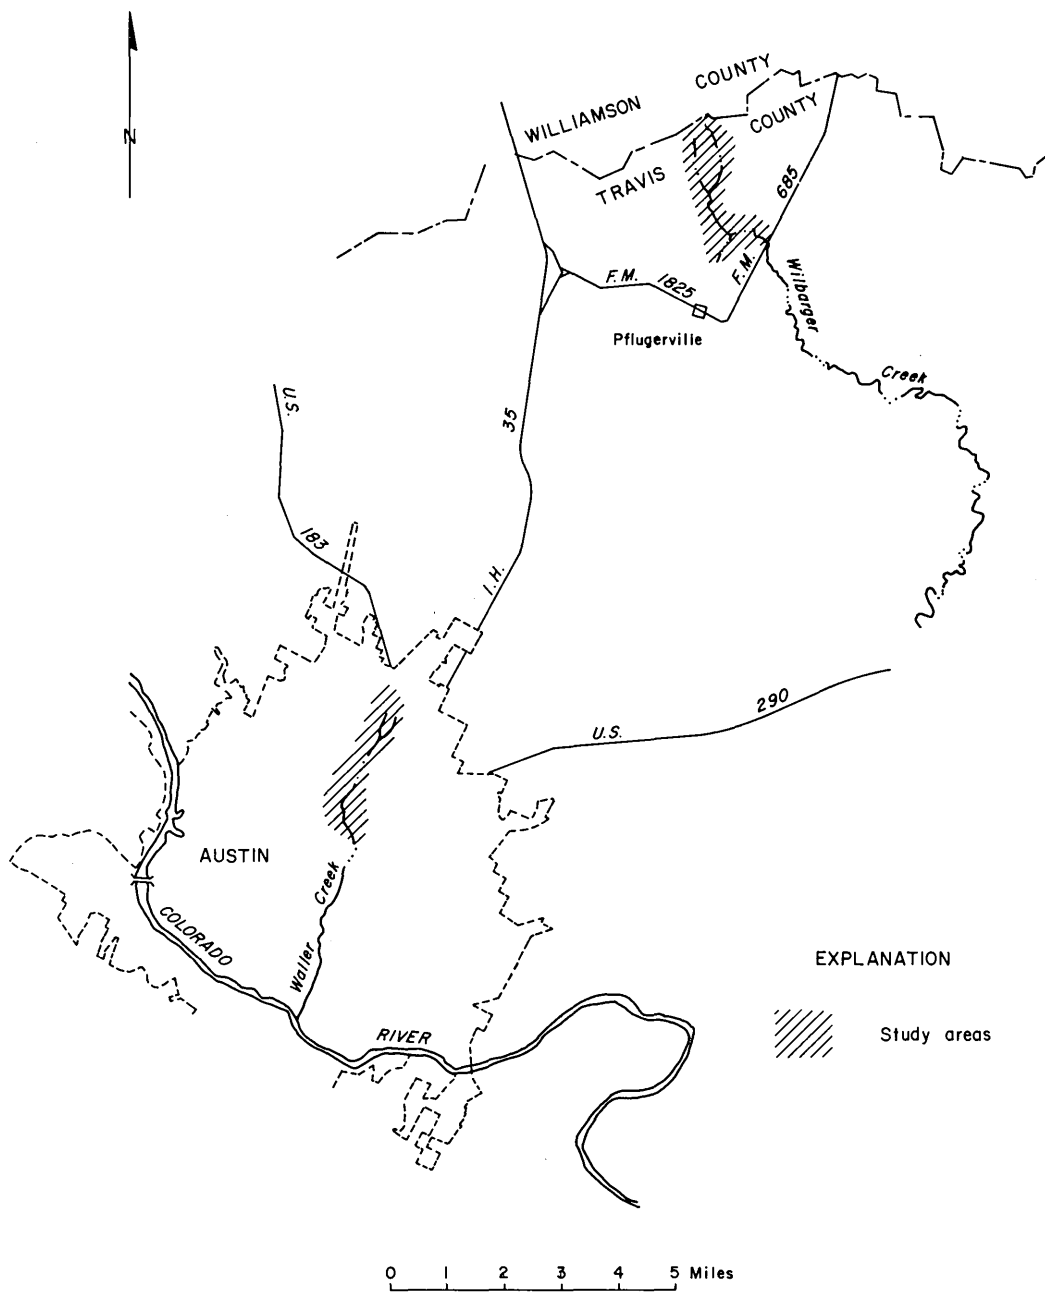 N
WILLIAMSON COUNTY
TRAVIS COUNTY
685
F.M.
F.M. 1825
Pflugerville
Wilbarger
Creek
U.S.
183
35
I.H.
U.S. 290
AUSTIN
Creek
Waller
COLORADO
RIVER
EXPLANATION
Study areas
0 1 2 3 4 5 Miles